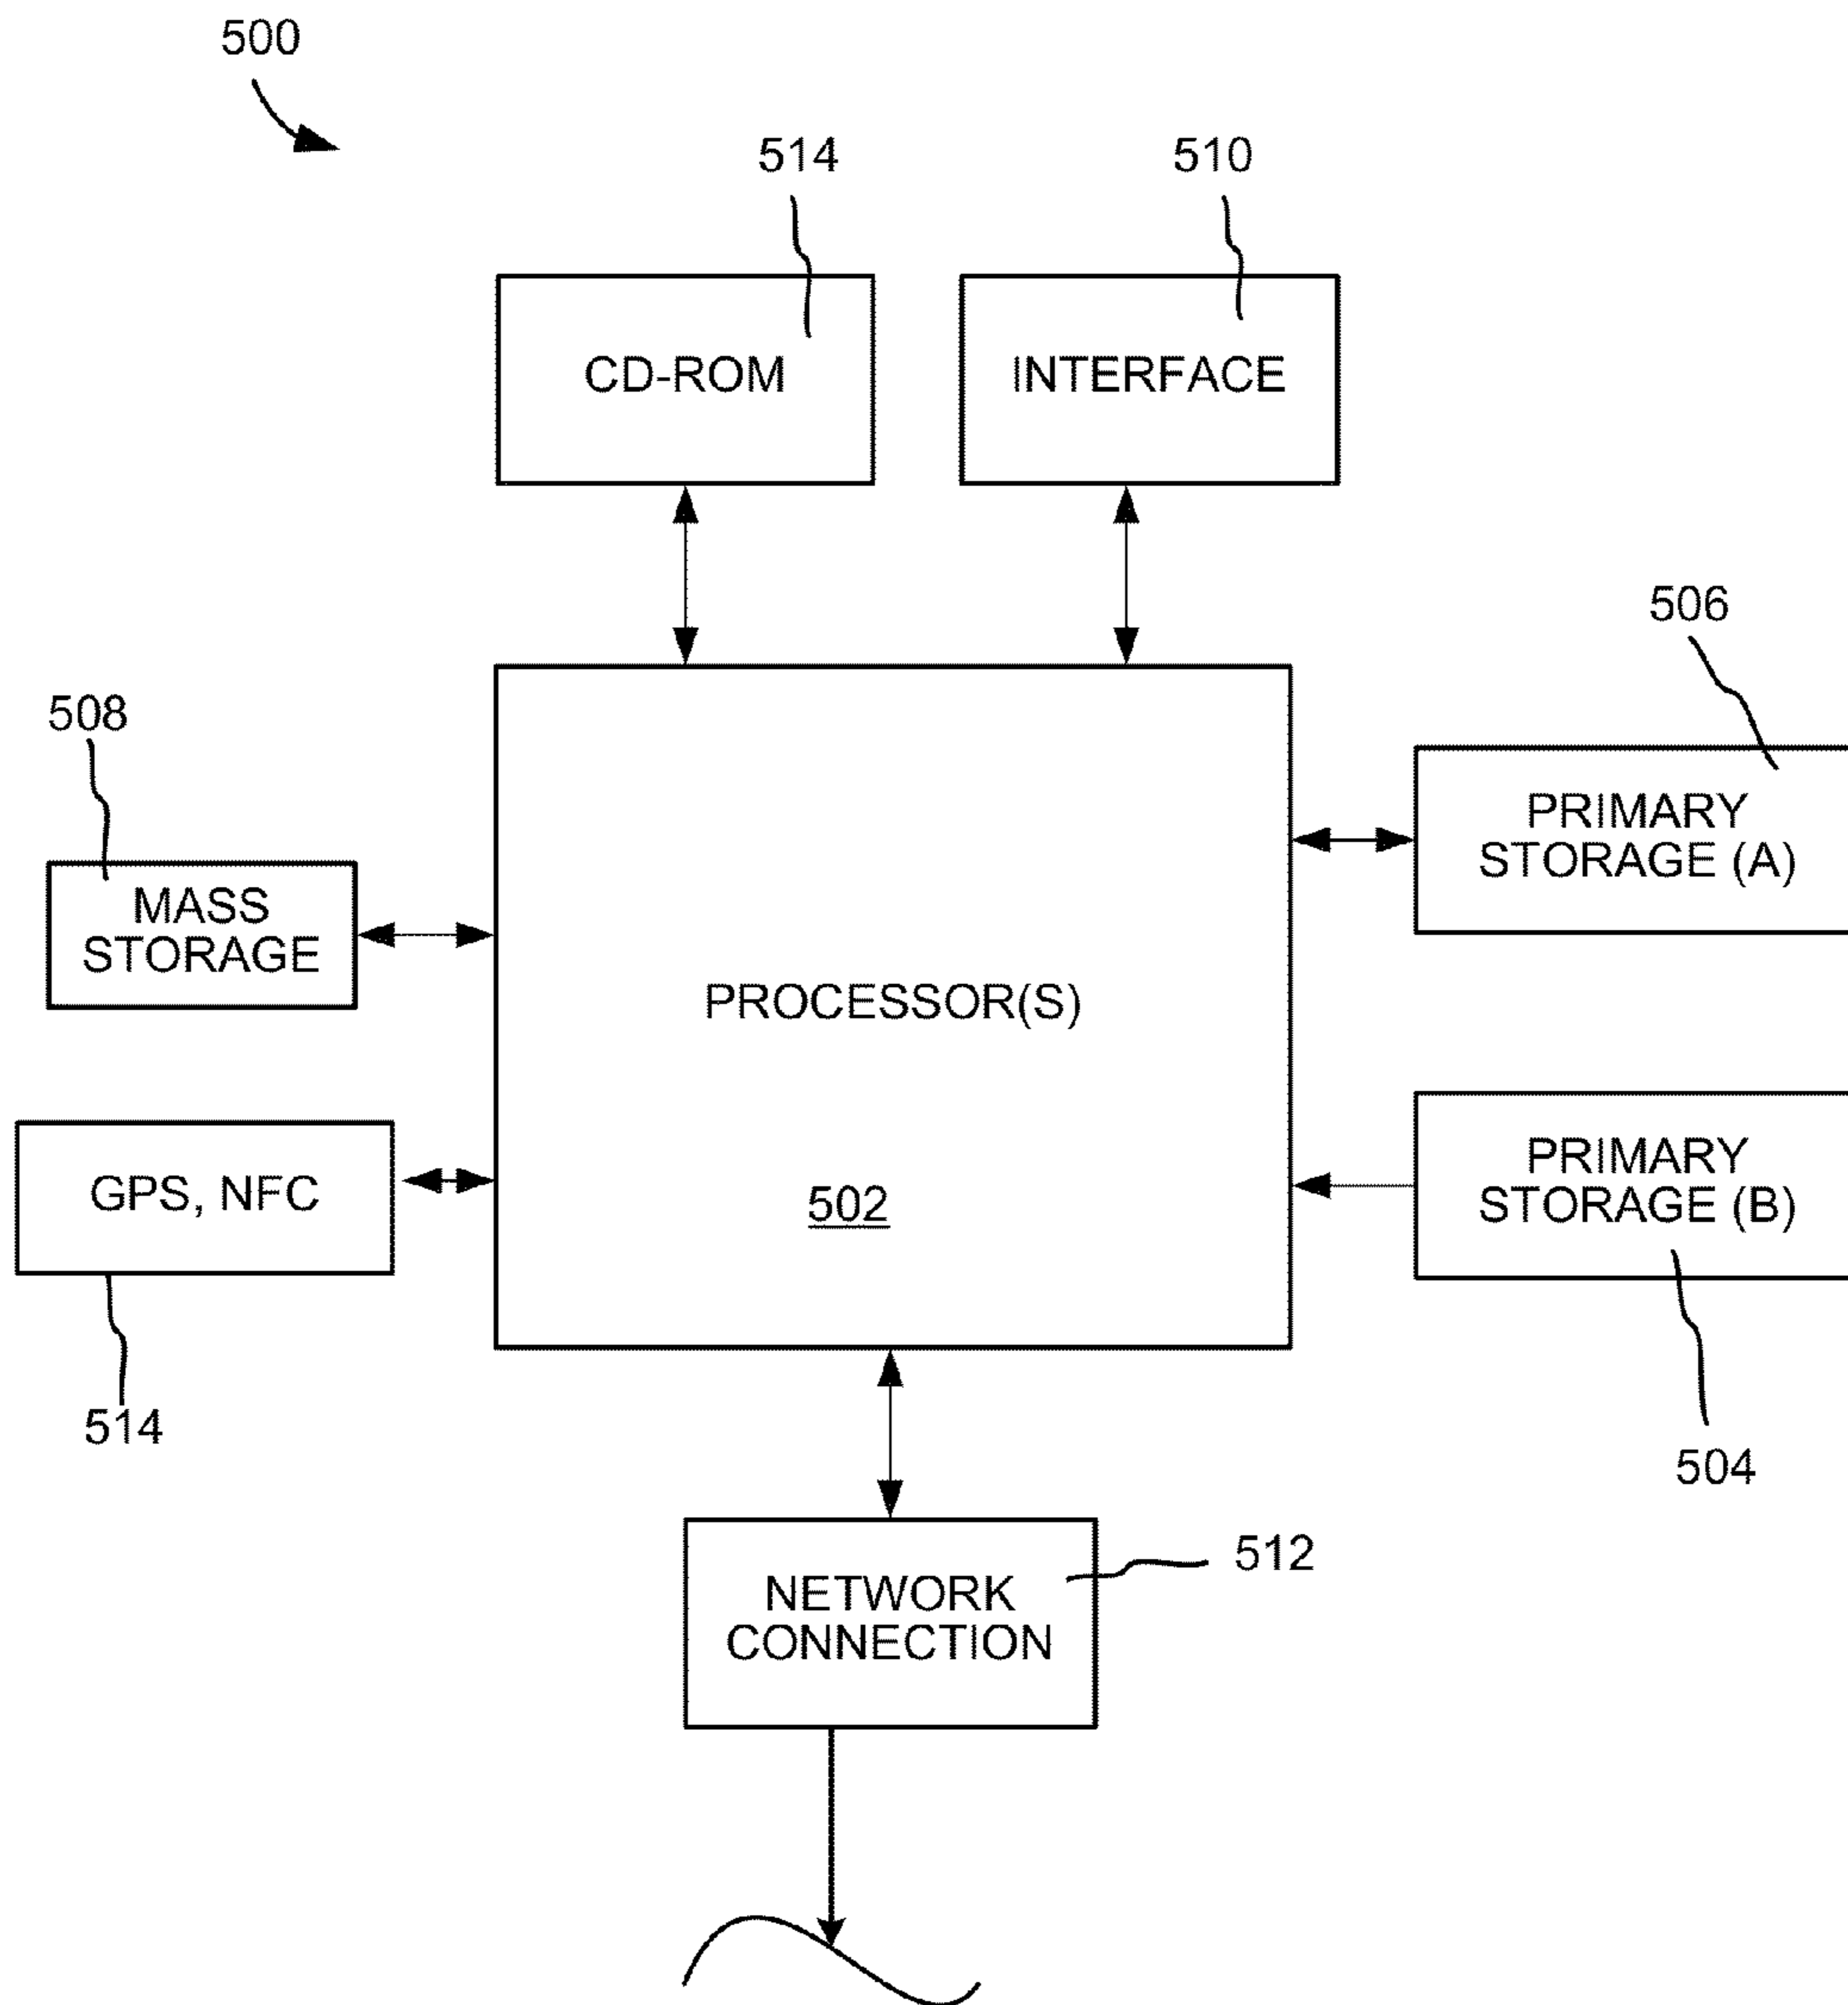 500
514
510
CD-ROM
INTERFACE
506
508
PRIMARY
STORAGE (A)
MASS
STORAGE
PROCESSOR(S)
PRIMARY
STORAGE (B)
GPS, NFC
502
514
504
512
NETWORK
CONNECTION